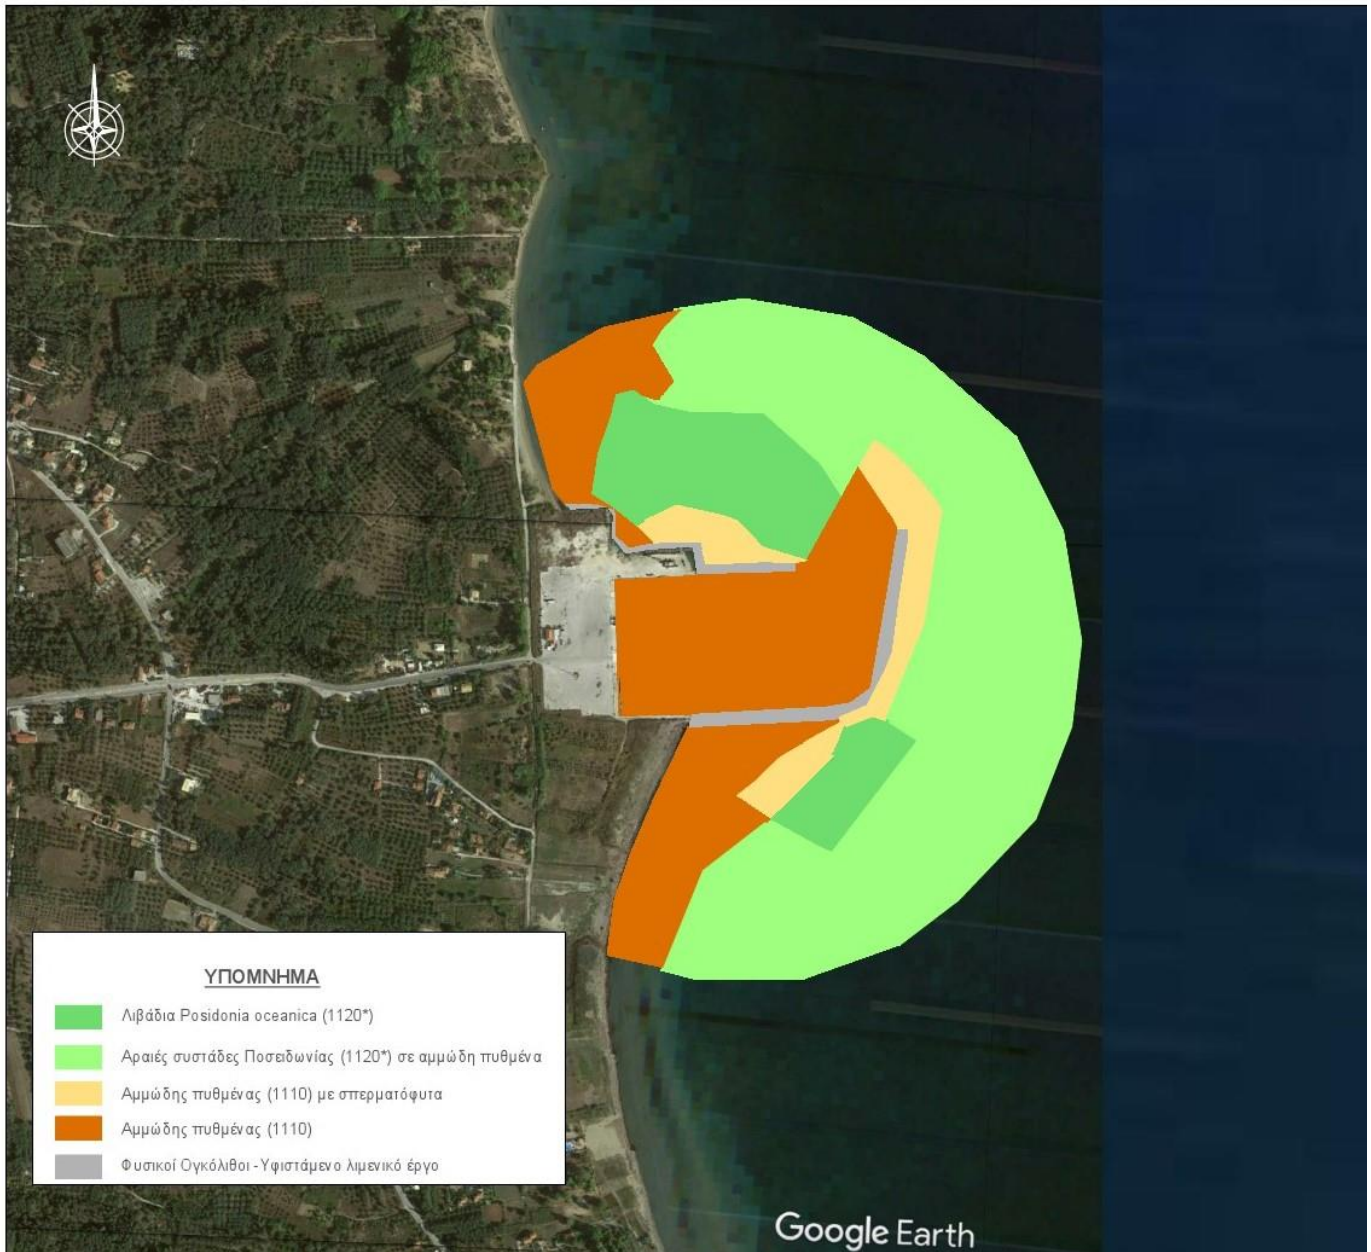 ΥΠΟΜΝΗΜΑ
Λιβάδια Posidonia oceanica (1120*)
Αραιές συστάδες Ποσειδωνίας (1120*) σε αμμώδη πυθμένα
Αμμώδης πυθμένας (1110) με σπερματόφυτα
Αμμώδης πυθμένας (1110)
Φυσικοί Ογκόλιθοι - Υφιστάμενο λιμενικό έργο
Google Earth